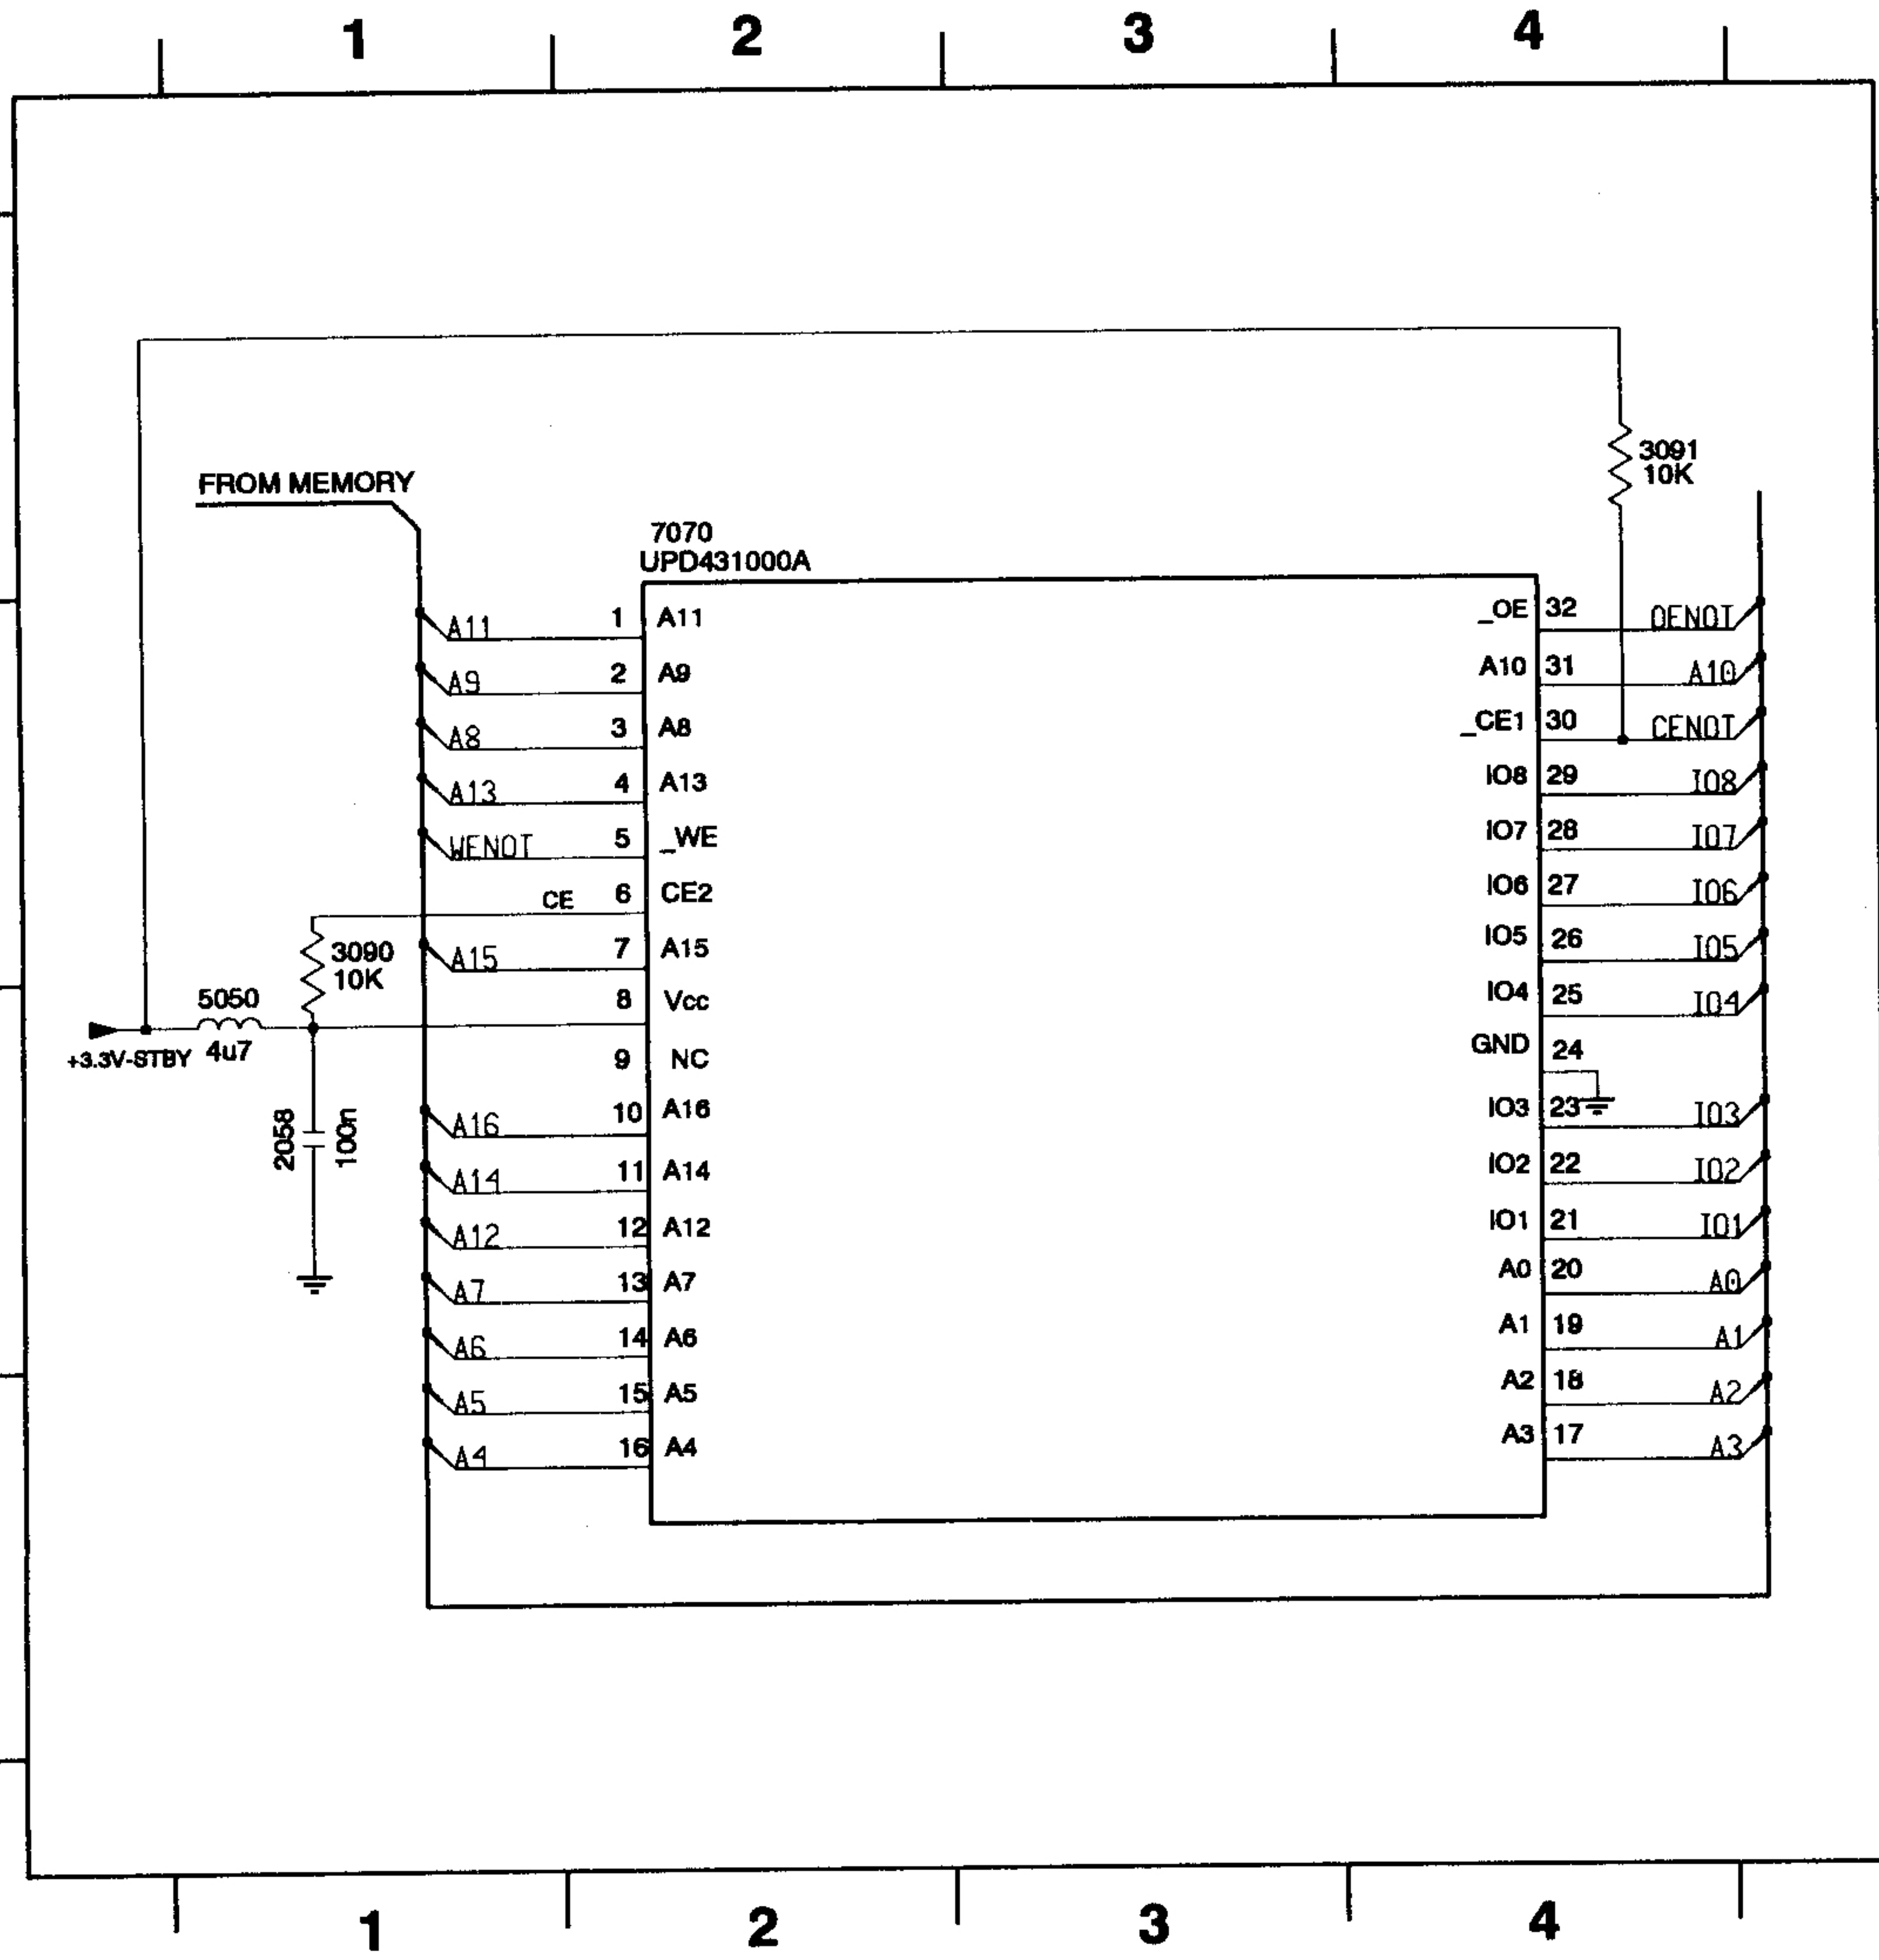 1 2 3 4
FROM MEMORY
3091
10K
7070
UPD431000A
A11 1 A11
_OE 32 OENOT
A9 2 A9
A10 31 A10
A8 3 A8
_CE1 30 CENOT
A13 4 A13
IO8 29 IO8
WENOT 5 _WE
IO7 28 IO7
CE 6 CE2
IO6 27 IO6
3090
10K
A15 7 A15
IO5 26 IO5
5050
4u7
+3.3V-STBY
8 Vcc
IO4 25 IO4
9 NC
GND 24
2058
100n
A16 10 A16
IO3 23 IO3
A14 11 A14
IO2 22 IO2
A12 12 A12
IO1 21 IO1
A7 13 A7
A0 20 A0
A6 14 A6
A1 19 A1
A5 15 A5
A2 18 A2
A4 16 A4
A3 17 A3
1 2 3 4